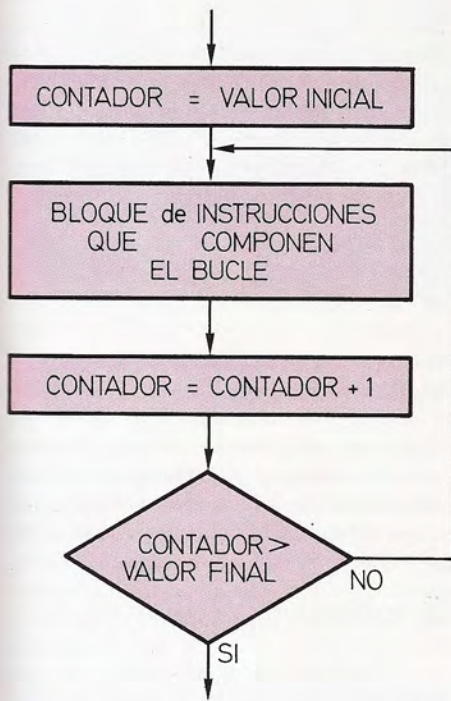 CONTADOR = VALOR INICIAL
BLOQUE de INSTRUCCIONES
QUE COMPONEN
EL BUCLE
CONTADOR = CONTADOR + 1
CONTADOR >
VALOR FINAL
NO
SI